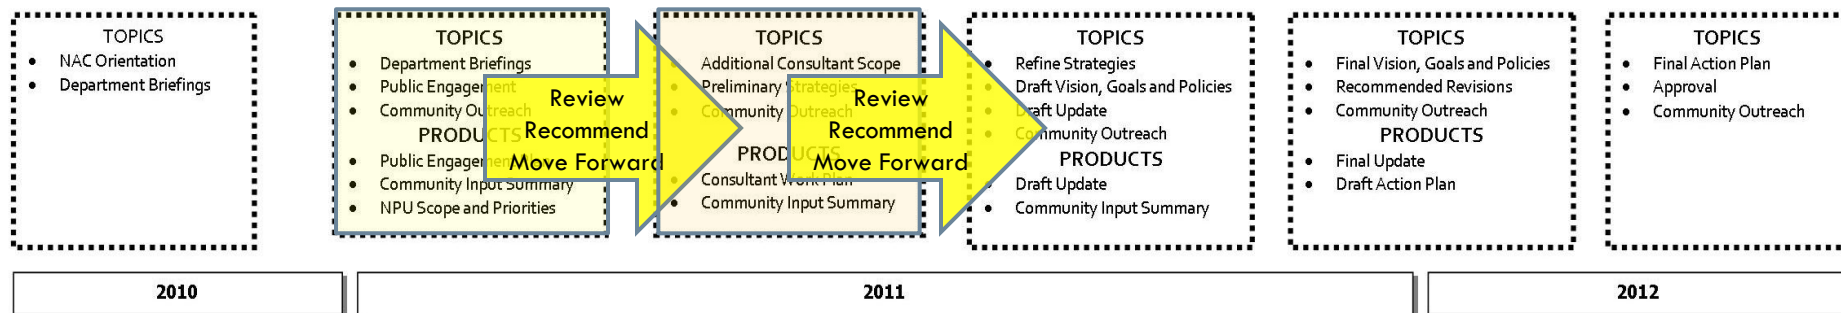 TOPICS
NAC Orientation
Department Briefings
TOPICS
Department Briefings
Public Engagement
Community Outreach
PRODUCTS
Public Engagement
Community Input Summary
NPU Scope and Priorities
Review
Recommend
Move Forward
TOPICS
Additional Consultant Scope
Preliminary Strategies
Community Outreach
PRODUCTS
Consultant Work Plan
Community Input Summary
Review
Recommend
Move Forward
TOPICS
Refine Strategies
Draft Vision, Goals and Policies
Draft Update
Community Outreach
PRODUCTS
Draft Update
Community Input Summary
TOPICS
Final Vision, Goals and Policies
Recommended Revisions
Community Outreach
PRODUCTS
Final Update
Draft Action Plan
TOPICS
Final Action Plan
Approval
Community Outreach
2010
2011
2012